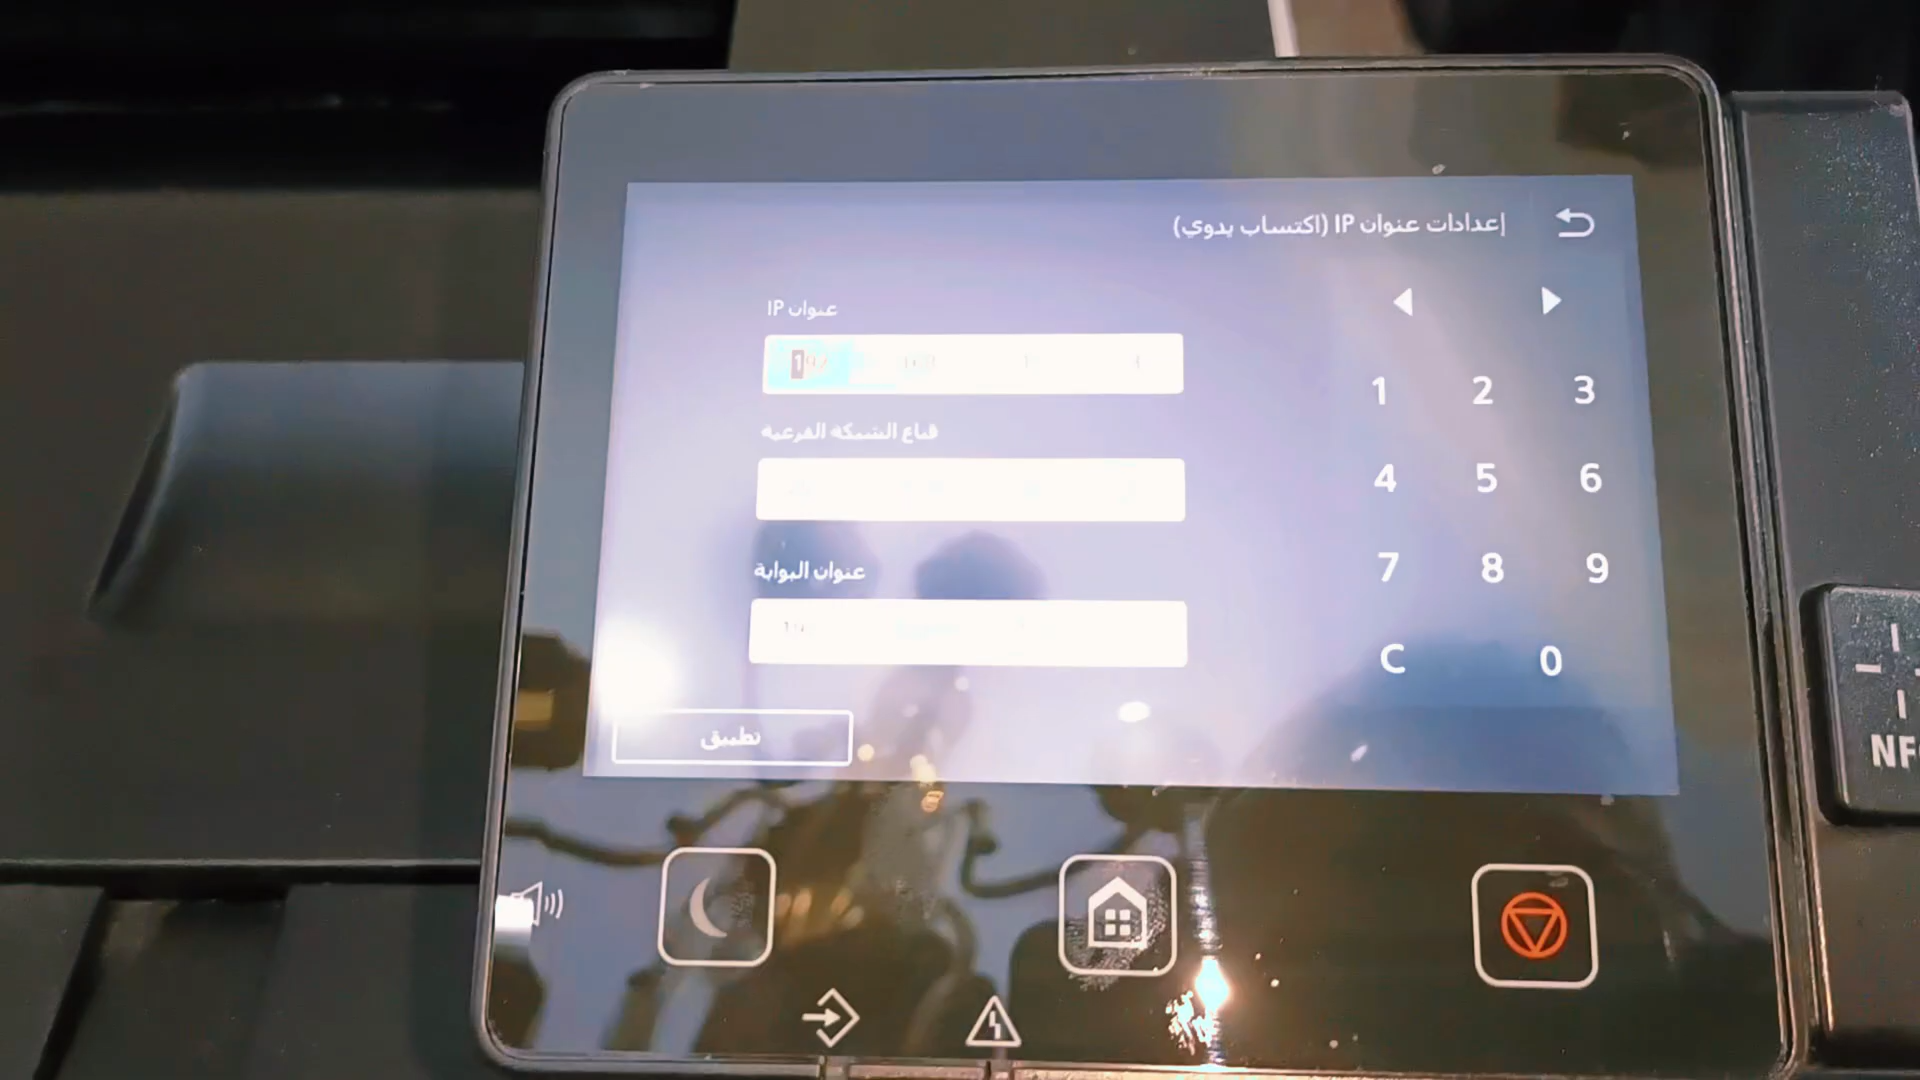 إعدادات عنوان IP (اكتساب يدوي)
عنوان IP
قناع الشبكة الفرعية
عنوان البوابة
تطبيق
1 2 3
4 5 6
7 8 9
C 0